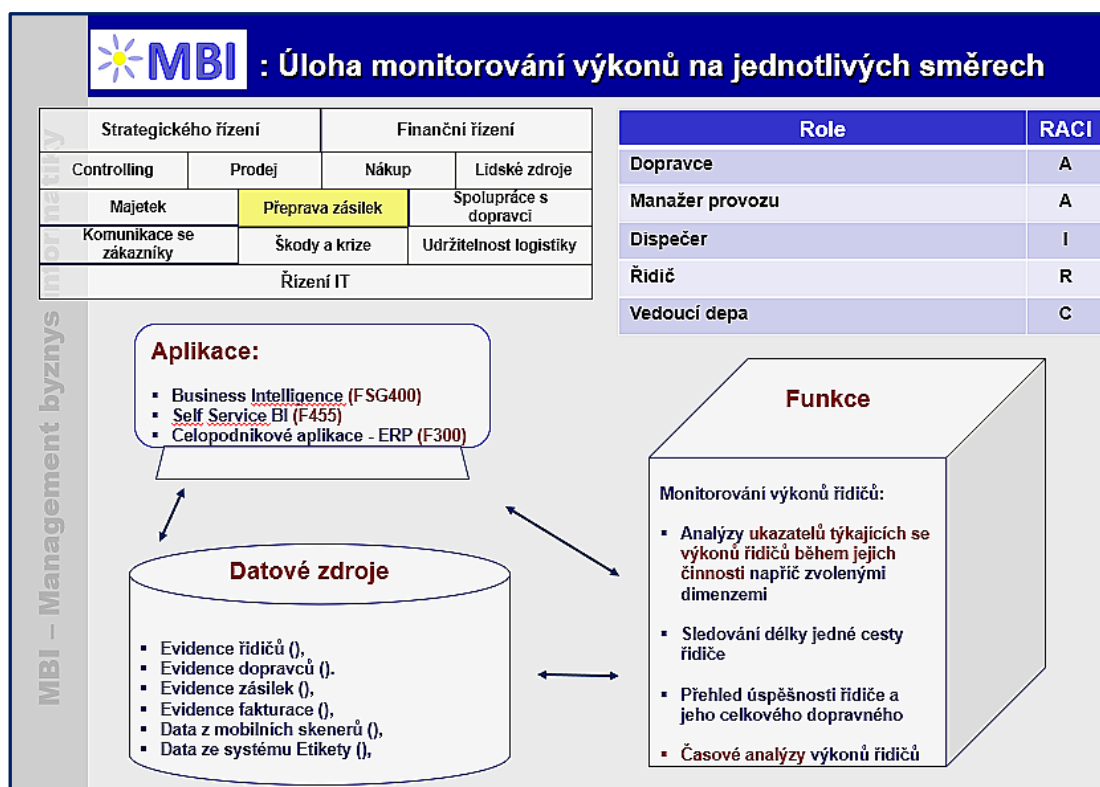 MBI : Úloha monitorování výkonů na jednotlivých směrech
MBI – Management byznys informatiky
Strategického řízení Finanční řízení
Controlling Prodej Nákup Lidské zdroje
Majetek Přeprava zásilek Spolupráce s
dopravci
Komunikace se
zákazníky Škody a krize Udržitelnost logistiky
Řízení IT
Role RACI
Dopravce A
Manažer provozu A
Dispečer I
Řidič R
Vedoucí depa C
Aplikace:
▪ Business Intelligence (FSG400)
▪ Self Service BI (F455)
▪ Celopodnikové aplikace - ERP (F300)
Datové zdroje
▪ Evidence řidičů (),
▪ Evidence dopravců ().
▪ Evidence zásilek (),
▪ Evidence fakturace (),
▪ Data z mobilních skenerů (),
▪ Data ze systému Etikety (),
Funkce
Monitorování výkonů řidičů:
▪ Analýzy ukazatelů týkajících se
výkonů řidičů během jejich
činnosti napříč zvolenými
dimenzemi
▪ Sledování délky jedné cesty
řidiče
▪ Přehled úspěšnosti řidiče a
jeho celkového dopravného
▪ Časové analýzy výkonů řidičů